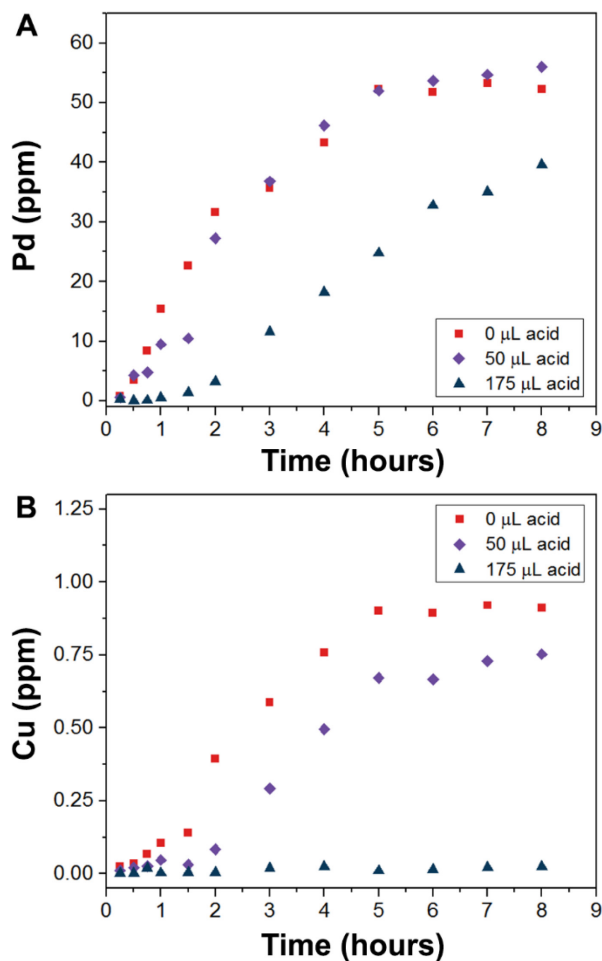 A
Pd (ppm)
60
50
40
30
20
10
0
0 1 2 3 4 5 6 7 8 9
Time (hours)
0 μL acid
50 μL acid
175 μL acid
B
Cu (ppm)
1.25
1.00
0.75
0.50
0.25
0.00
0 1 2 3 4 5 6 7 8 9
Time (hours)
0 μL acid
50 μL acid
175 μL acid